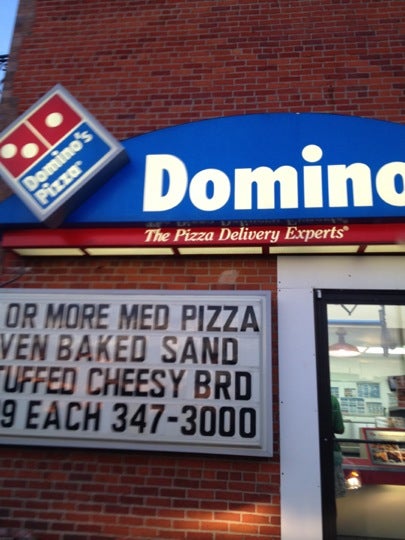 Domino's
Pizza
Domino
The Pizza Delivery Experts
OR MORE MED PIZZA
VEN BAKED SAND
TUFFED CHEESY BRD
9 EACH 347-3000